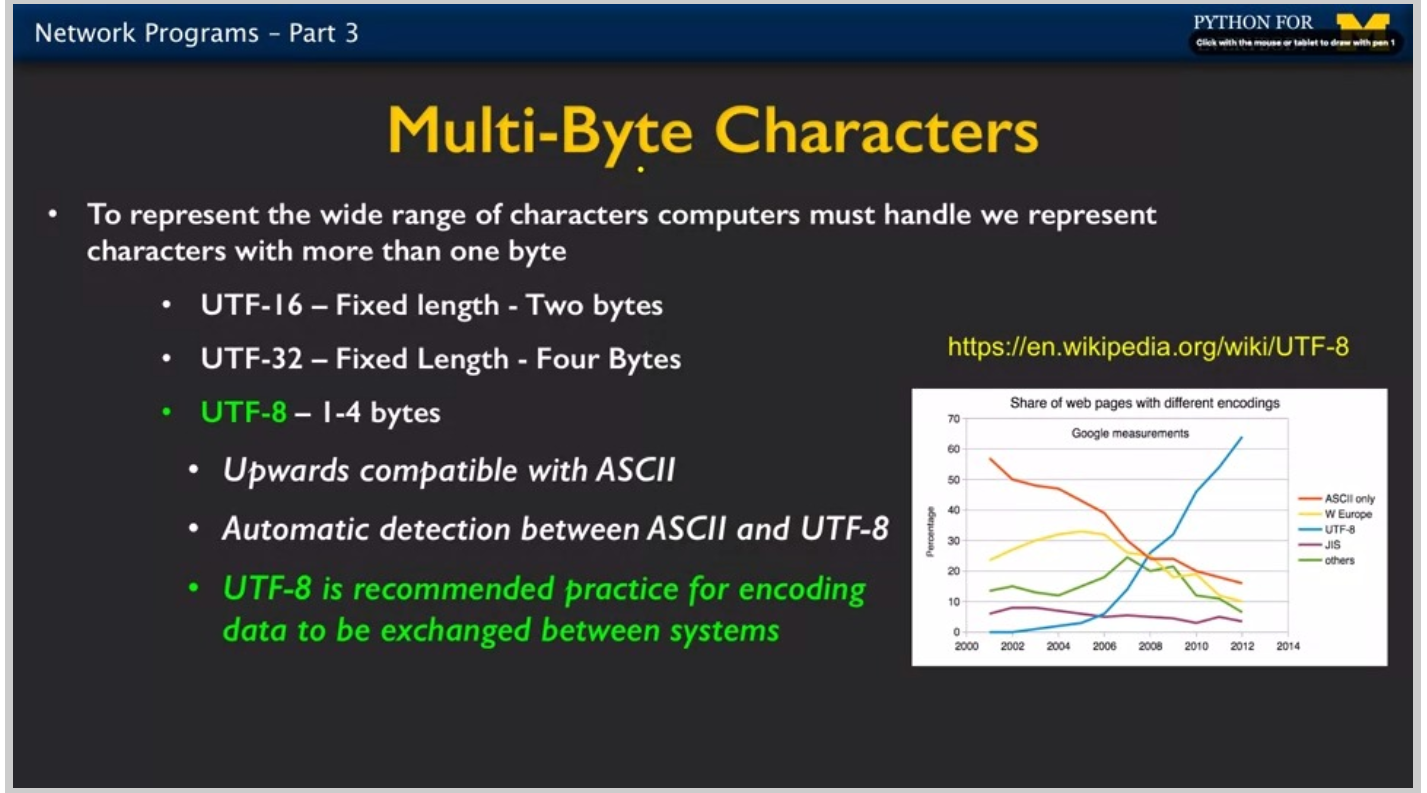 Network Programs – Part 3
PYTHON FOR
Click with the mouse or tablet to draw with pen 1
Multi-Byte Characters
• To represent the wide range of characters computers must handle we represent
characters with more than one byte
• UTF-16 – Fixed length - Two bytes
• UTF-32 – Fixed Length - Four Bytes
• UTF-8 – 1-4 bytes
• Upwards compatible with ASCII
• Automatic detection between ASCII and UTF-8
• UTF-8 is recommended practice for encoding
data to be exchanged between systems
https://en.wikipedia.org/wiki/UTF-8
Share of web pages with different encodings
Google measurements
Percentage
70
60
50
40
30
20
10
0
2000 2002 2004 2006 2008 2010 2012 2014
ASCII only
W Europe
UTF-8
JIS
others